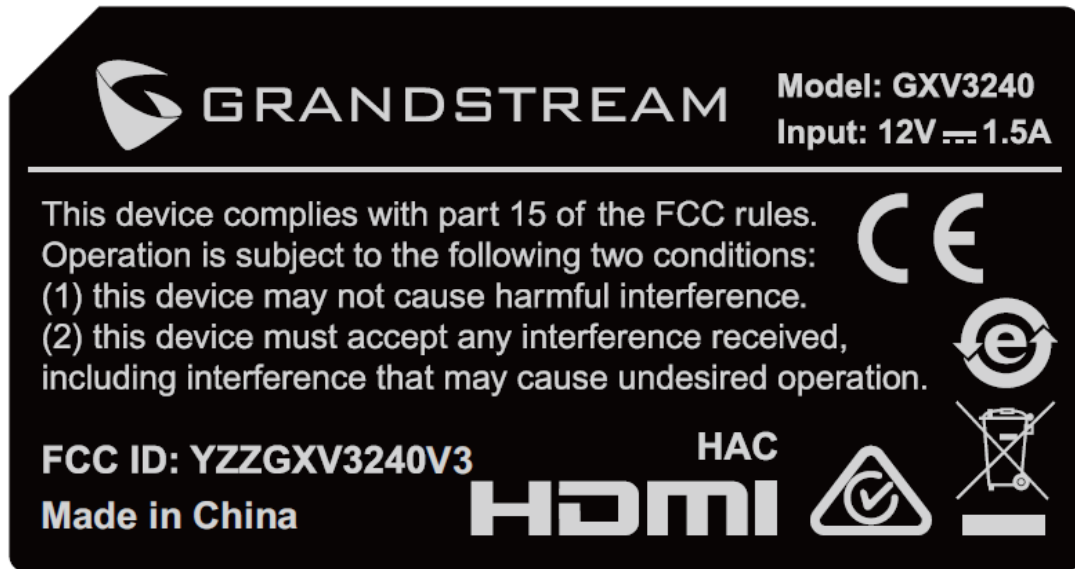 GRANDSTREAM
Model: GXV3240
Input: 12V ⎓ 1.5A
This device complies with part 15 of the FCC rules.
Operation is subject to the following two conditions:
(1) this device may not cause harmful interference.
(2) this device must accept any interference received,
including interference that may cause undesired operation.
CE
e
FCC ID: YZZGXV3240V3
HAC
Made in China
HDMI